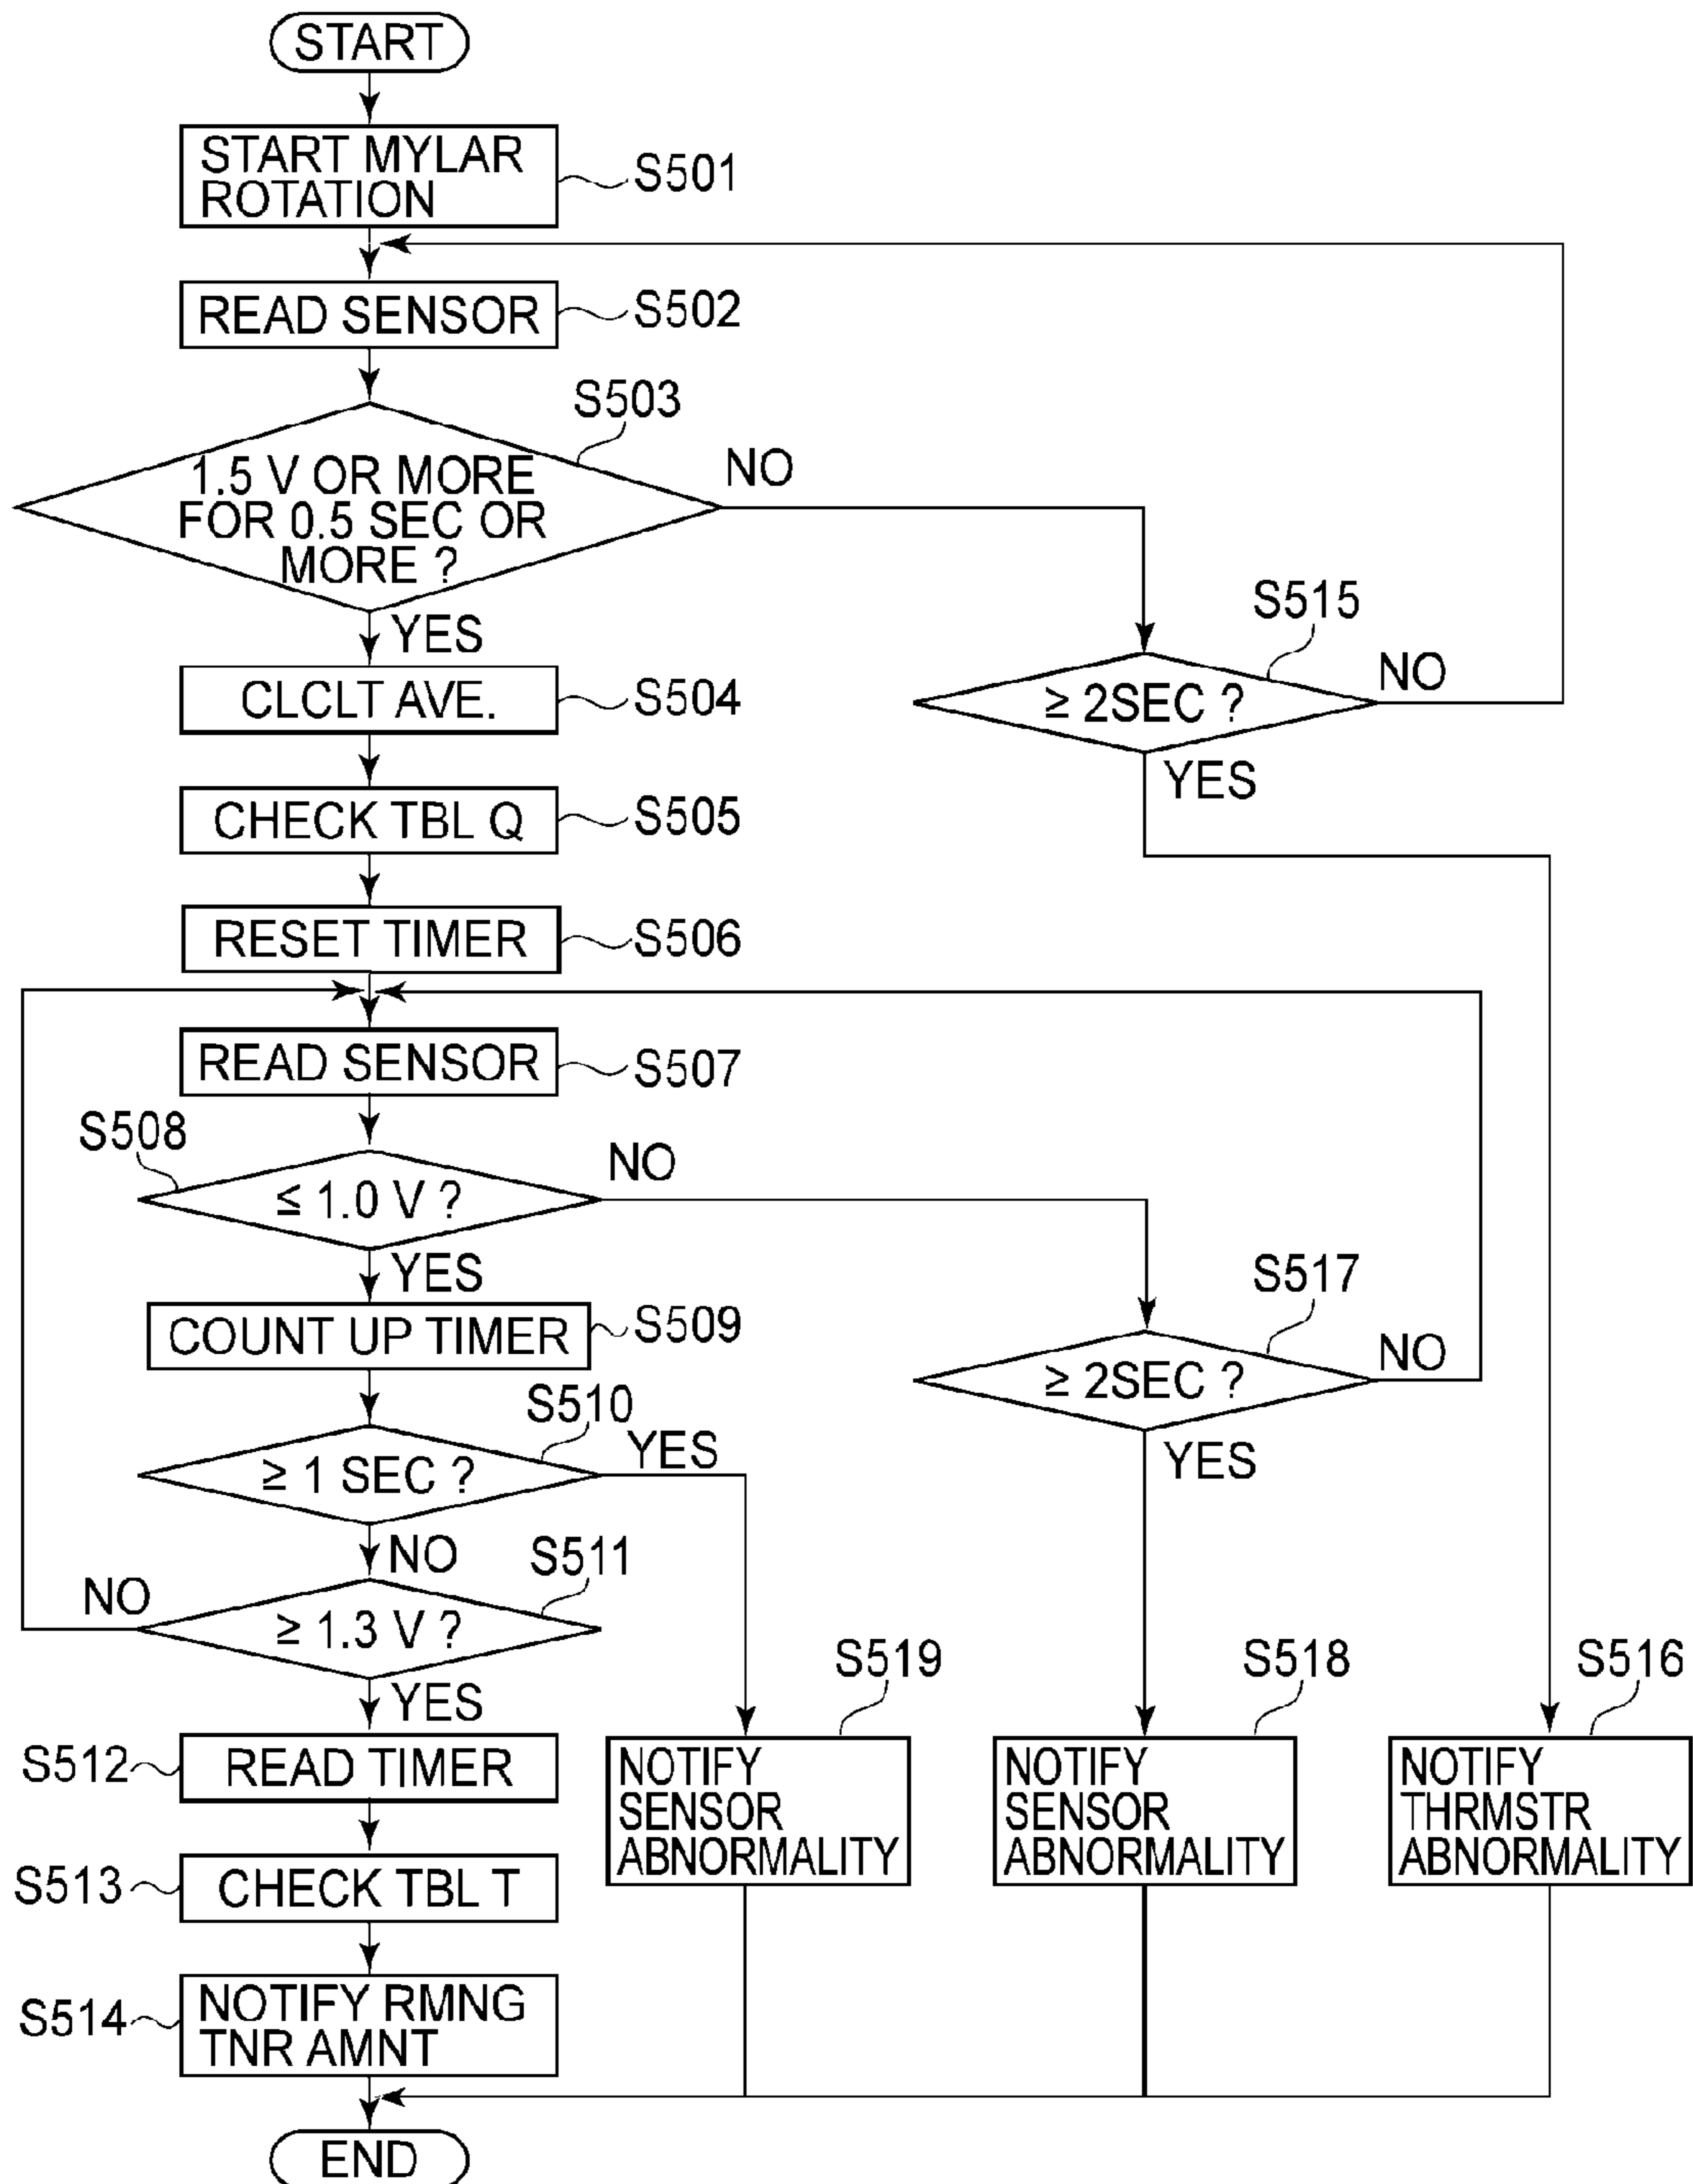 START
START MYLAR
ROTATION
S501
READ SENSOR
S502
S503
1.5 V OR MORE
FOR 0.5 SEC OR
MORE ?
NO
YES
S515
≥ 2SEC ?
NO
YES
CLCLT AVE.
S504
CHECK TBL Q
S505
RESET TIMER
S506
READ SENSOR
S507
S508
≤ 1.0 V ?
NO
YES
COUNT UP TIMER
S509
S517
≥ 2SEC ?
NO
YES
S510
≥ 1 SEC ?
YES
NO
S511
≥ 1.3 V ?
NO
YES
S512
READ TIMER
S513
CHECK TBL T
S514
NOTIFY RMNG
TNR AMNT
S519
NOTIFY
SENSOR
ABNORMALITY
S518
NOTIFY
SENSOR
ABNORMALITY
S516
NOTIFY
THRMSTR
ABNORMALITY
END